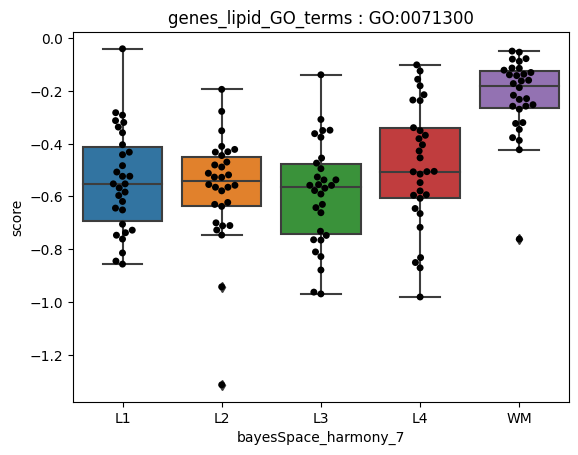 genes_lipid_GO_terms : GO:0071300
0.0
−0.2
−0.4
−0.6
−0.8
−1.0
−1.2
score
L1 L2 L3 L4 WM
bayesSpace_harmony_7